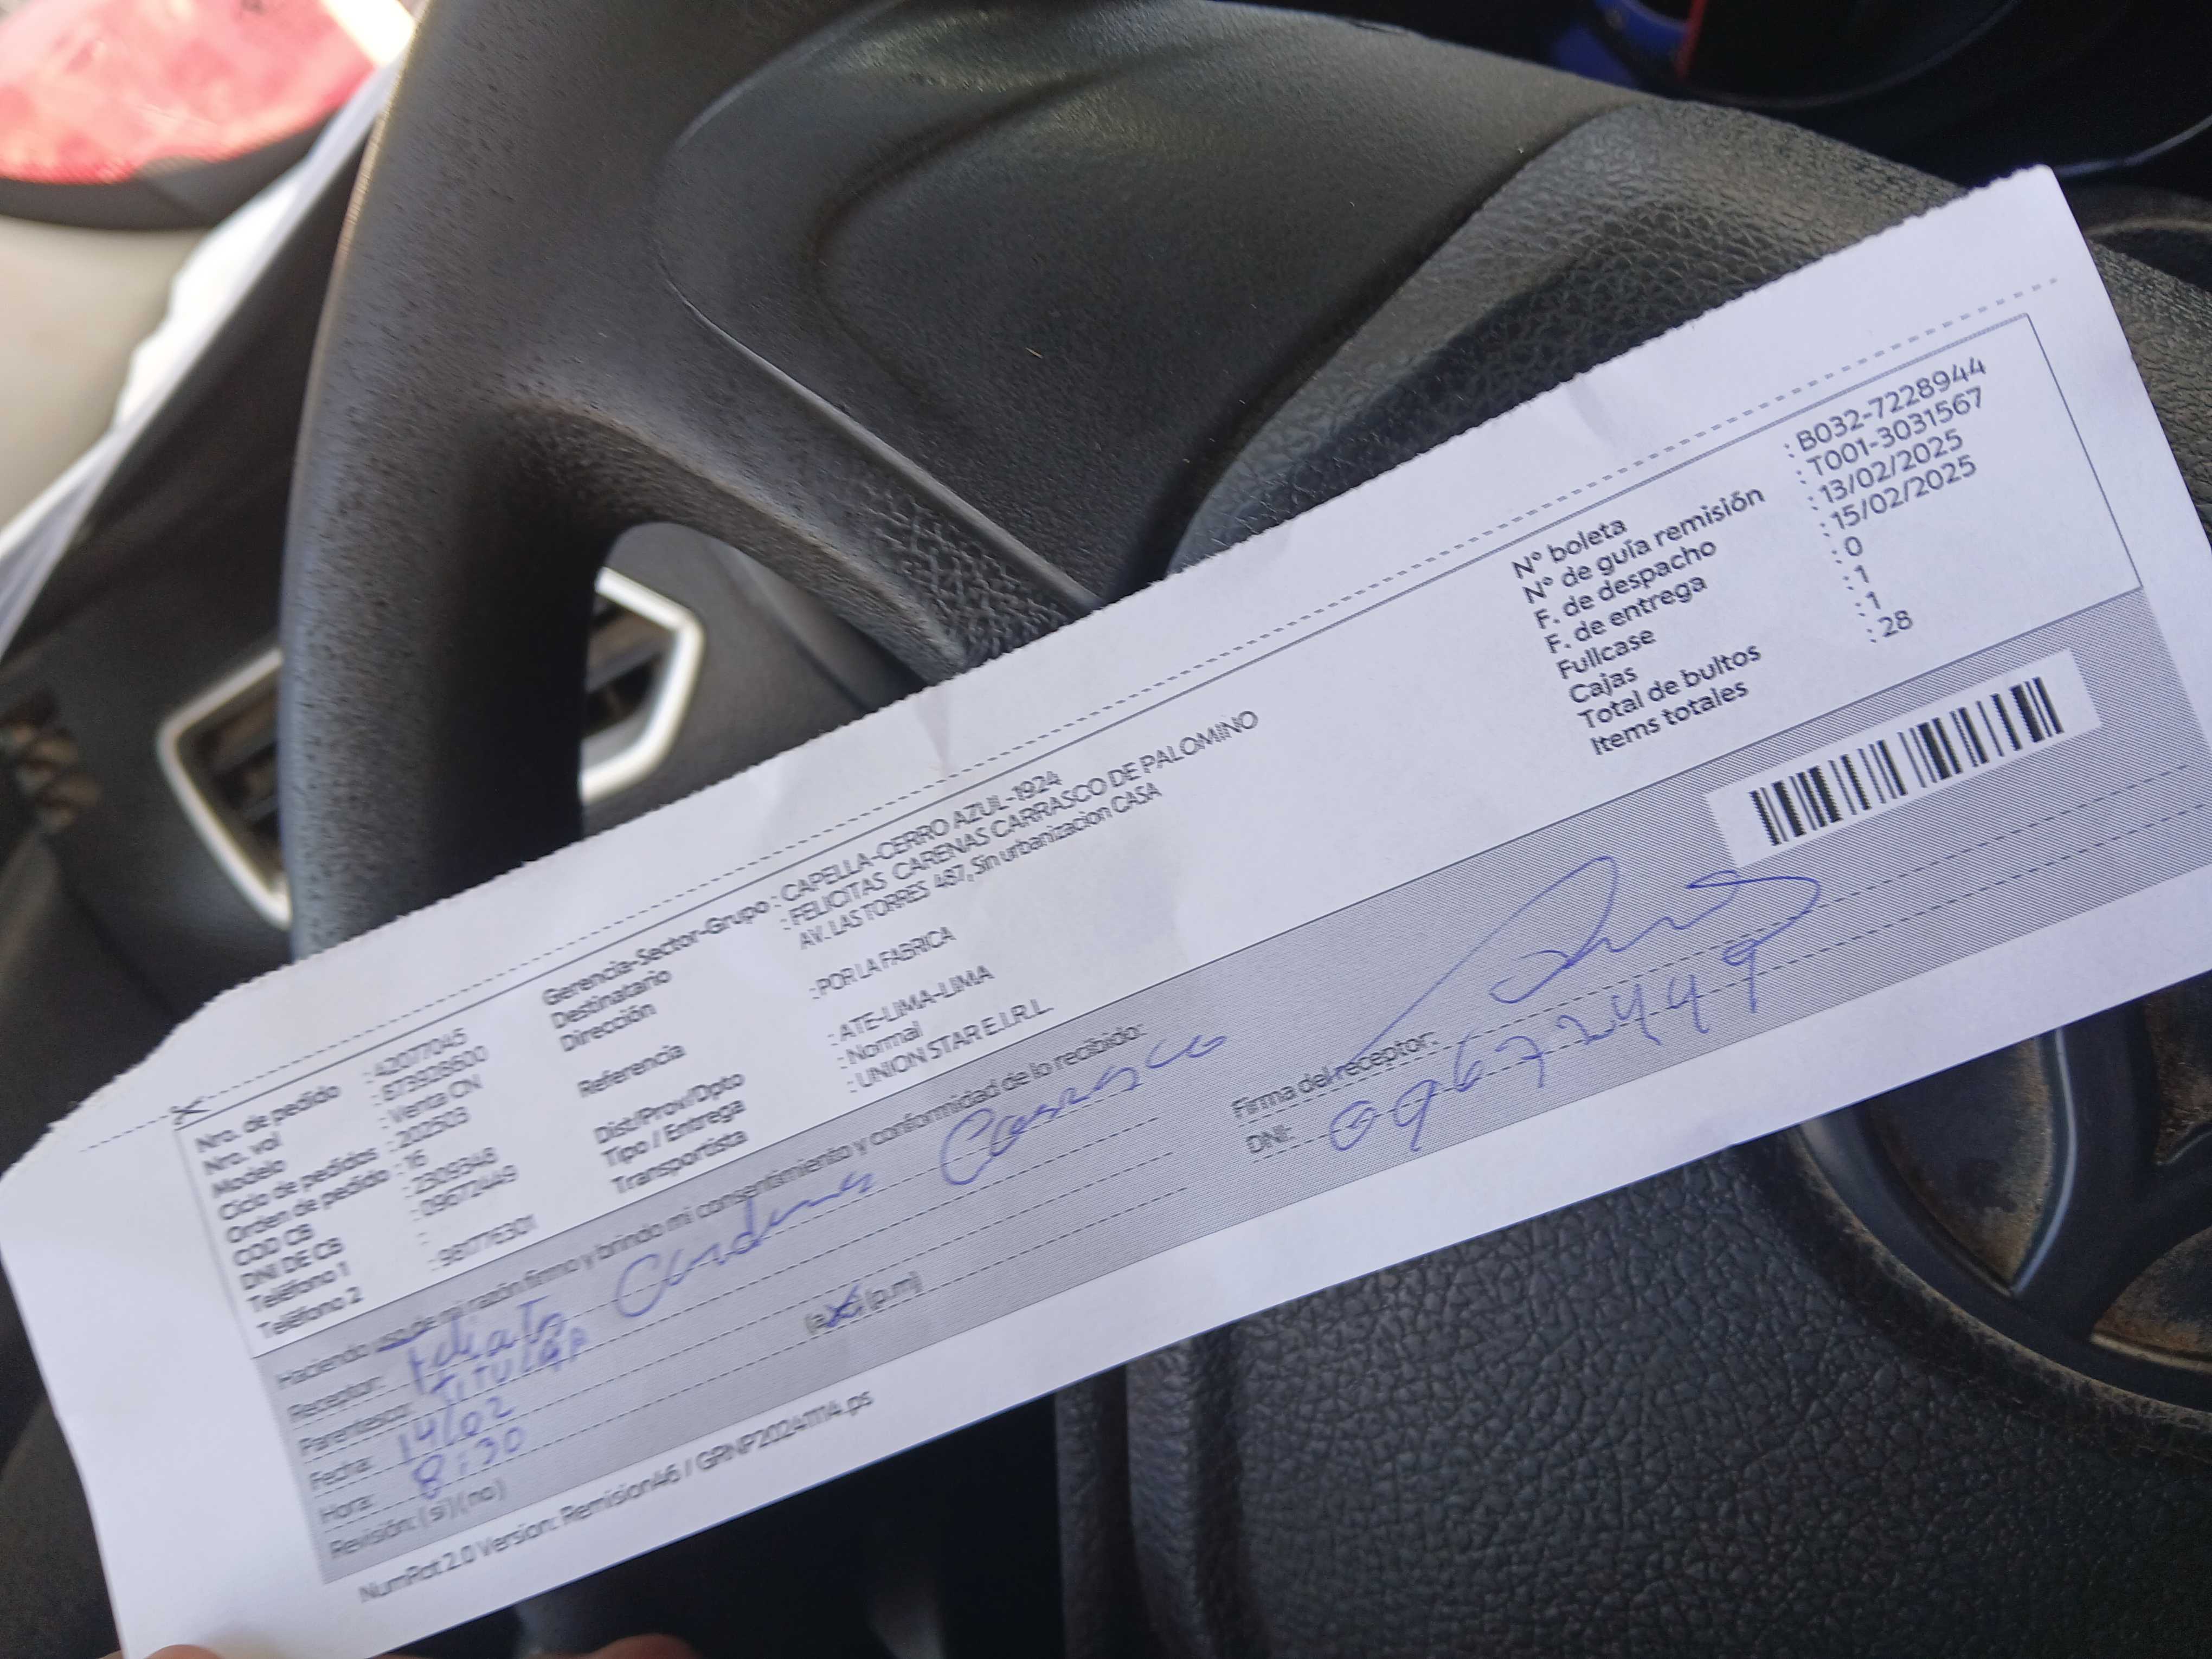 Nro. de pedido : 42077045
Nro. vol : 873928600
Modelo : Venta CN
Ciclo de pedidos : 202503
Orden de pedido : 16
COD CB : 2309348
DNI DE CB : 09672449
Teléfono 1 :
Teléfono 2 : 981776301
Gerencia-Sector-Grupo : CAPELLA-CERRO AZUL-1924
Destinatario : FELICITAS CARENAS CARRASCO DE PALOMINO
Dirección AV. LAS TORRES 487, Sin urbanizacion CASA
Referencia : POR LA FABRICA
Dist/Prov/Dpto : ATE-LIMA-LIMA
Tipo / Entrega : Normal
Transportista : UNION STAR E.I.R.L.
N° boleta : B032-7228944
N° de guía remisión : T001-3031567
F. de despacho : 13/02/2025
F. de entrega : 15/02/2025
Fullcase : 0
Cajas : 1
Total de bultos : 1
Items totales : 28
Haciendo uso de mi razón firmo y brindo mi consentimiento y conformidad de lo recibido:
Receptor: Carrasco
Parentesco: TITULAR
Fecha: 14/02
Hora: 8:30 (p.m)
Revisión: (si) (no)
Firma del receptor:
DNI: 09672449
NumRot 2.0 Version: Remision46 / GRNP2024111A.ps